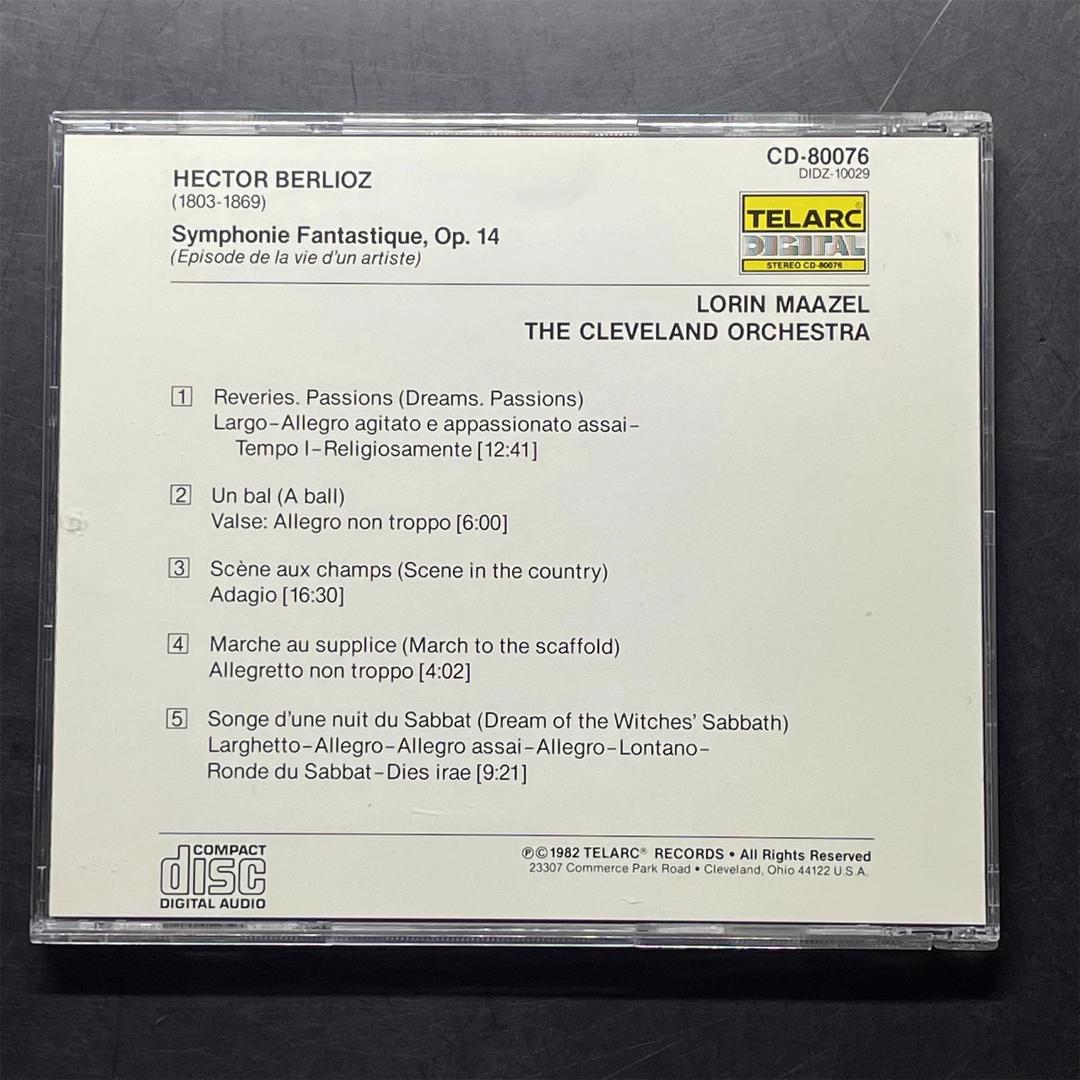 HECTOR BERLIOZ
(1803-1869)
Symphonie Fantastique, Op. 14
(Episode de la vie d'un artiste)
CD-80076
DIDZ-10029
TELARC®
DIGITAL
STEREO CD-80076
LORIN MAAZEL
THE CLEVELAND ORCHESTRA
1 Reveries. Passions (Dreams. Passions)
Largo–Allegro agitato e appassionato assai–
Tempo I–Religiosamente [12:41]
2 Un bal (A ball)
Valse: Allegro non troppo [6:00]
3 Scène aux champs (Scene in the country)
Adagio [16:30]
4 Marche au supplice (March to the scaffold)
Allegretto non troppo [4:02]
5 Songe d'une nuit du Sabbat (Dream of the Witches' Sabbath)
Larghetto–Allegro–Allegro assai–Allegro–Lontano–
Ronde du Sabbat–Dies irae [9:21]
COMPACT
disc
DIGITAL AUDIO
℗©1982 TELARC® RECORDS • All Rights Reserved
23307 Commerce Park Road • Cleveland, Ohio 44122 U.S.A.